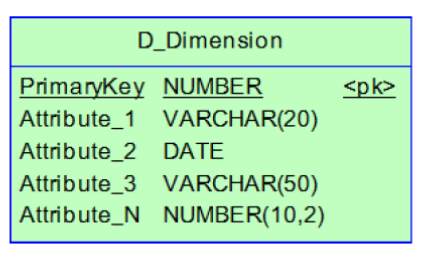 D_Dimension
PrimaryKey NUMBER <pk>
Attribute_1 VARCHAR(20)
Attribute_2 DATE
Attribute_3 VARCHAR(50)
Attribute_N NUMBER(10,2)